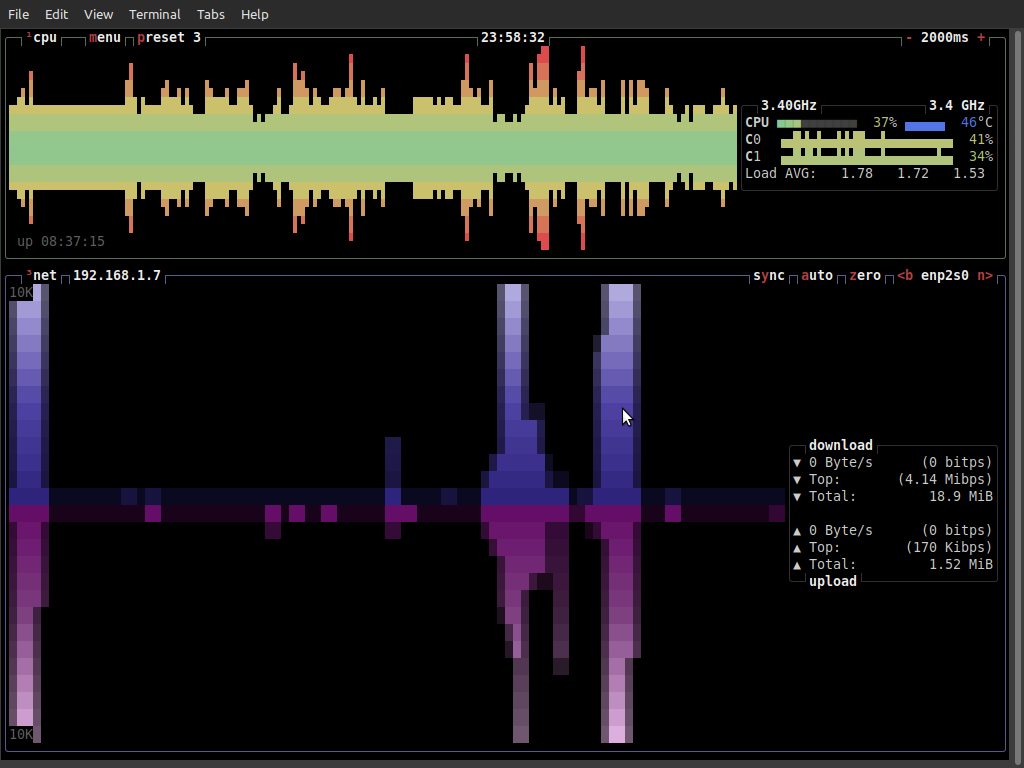 File Edit View Terminal Tabs Help
¹cpu menu preset 3 23:58:32 - 2000ms +
3.40GHz 3.4 GHz
CPU 37% 46°C
C0 41%
C1 34%
Load AVG: 1.78 1.72 1.53
up 08:37:15
³net 192.168.1.7 sync auto zero <b enp2s0 n>
10K
download
▼ 0 Byte/s (0 bitps)
▼ Top: (4.14 Mibps)
▼ Total: 18.9 MiB
▲ 0 Byte/s (0 bitps)
▲ Top: (170 Kibps)
▲ Total: 1.52 MiB
upload
10K